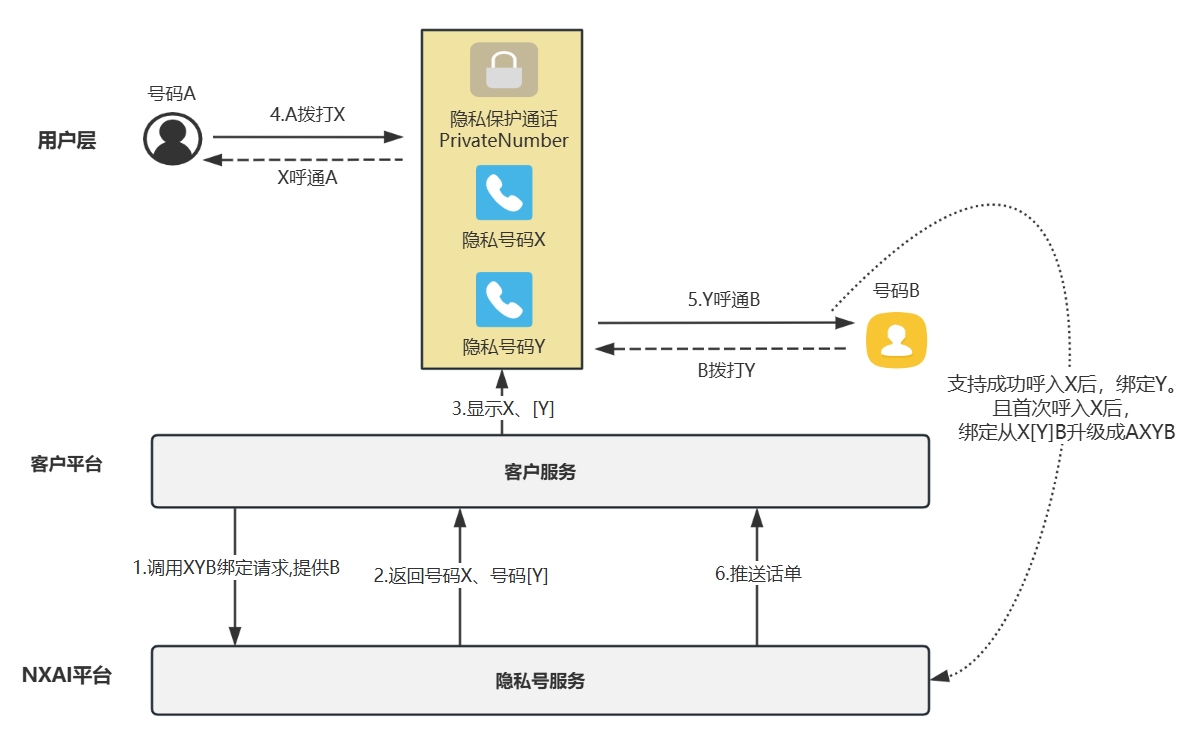 号码A
4.A拨打X
用户层
X呼通A
隐私保护通话
PrivateNumber
隐私号码X
隐私号码Y
5.Y呼通B
号码B
B拨打Y
支持成功呼入X后，绑定Y。
且首次呼入X后，
绑定从X[Y]B升级成AXYB
3.显示X、[Y]
客户平台
客户服务
1.调用XYB绑定请求,提供B
2.返回号码X、号码[Y]
6.推送话单
NXAI平台
隐私号服务